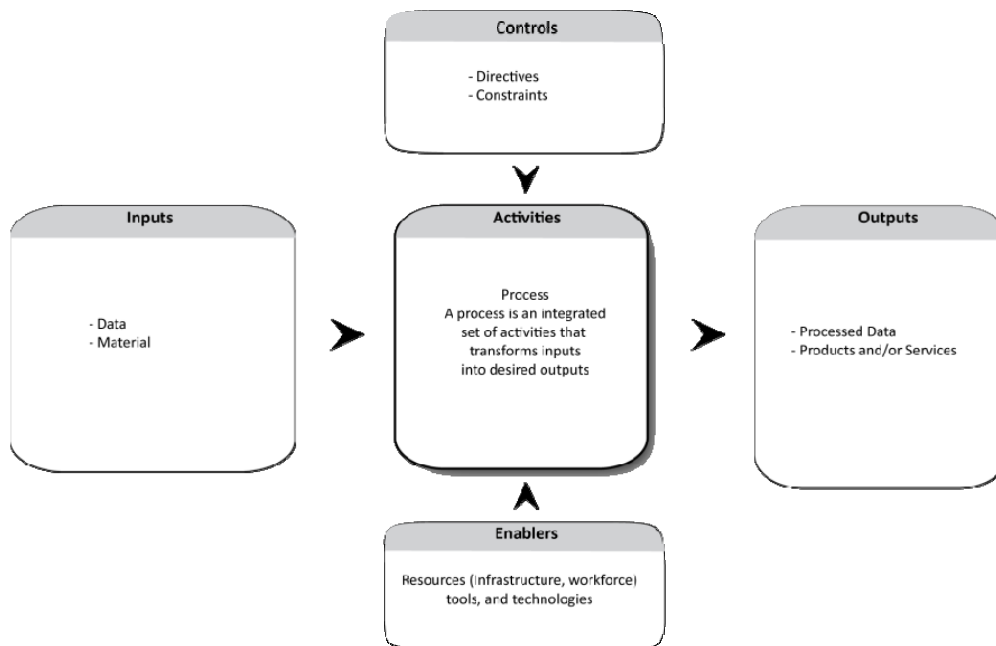 Controls
- Directives
- Constraints
Inputs
- Data
- Material
Activities
Process
A process is an integrated
set of activities that
transforms inputs
into desired outputs
Outputs
- Processed Data
- Products and/or Services
Enablers
Resources (infrastructure, workforce)
tools, and technologies